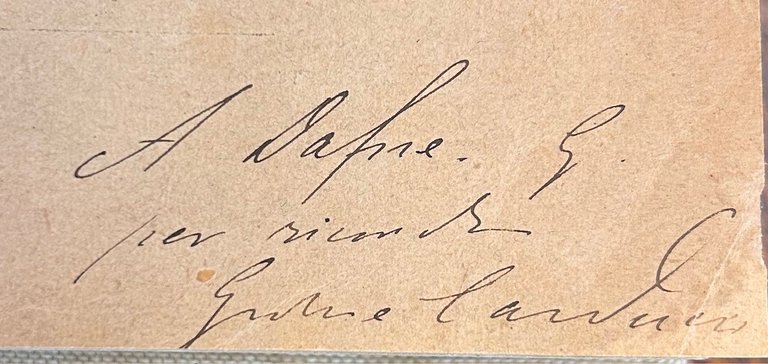 A Dafne. G.
per ricordo
Giosue Carducci